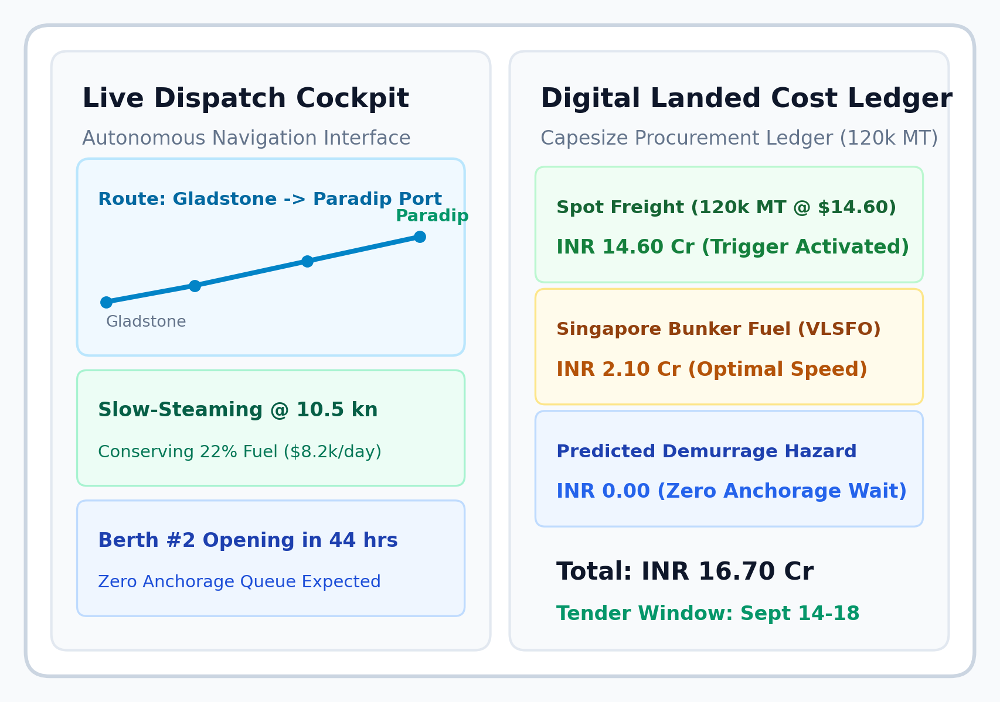 Live Dispatch Cockpit
Autonomous Navigation Interface
Route: Gladstone -> Paradip Port
Paradip
Gladstone
Slow-Steaming @ 10.5 kn
Conserving 22% Fuel ($8.2k/day)
Berth #2 Opening in 44 hrs
Zero Anchorage Queue Expected
Digital Landed Cost Ledger
Capesize Procurement Ledger (120k MT)
Spot Freight (120k MT @ $14.60)
INR 14.60 Cr (Trigger Activated)
Singapore Bunker Fuel (VLSFO)
INR 2.10 Cr (Optimal Speed)
Predicted Demurrage Hazard
INR 0.00 (Zero Anchorage Wait)
Total: INR 16.70 Cr
Tender Window: Sept 14-18